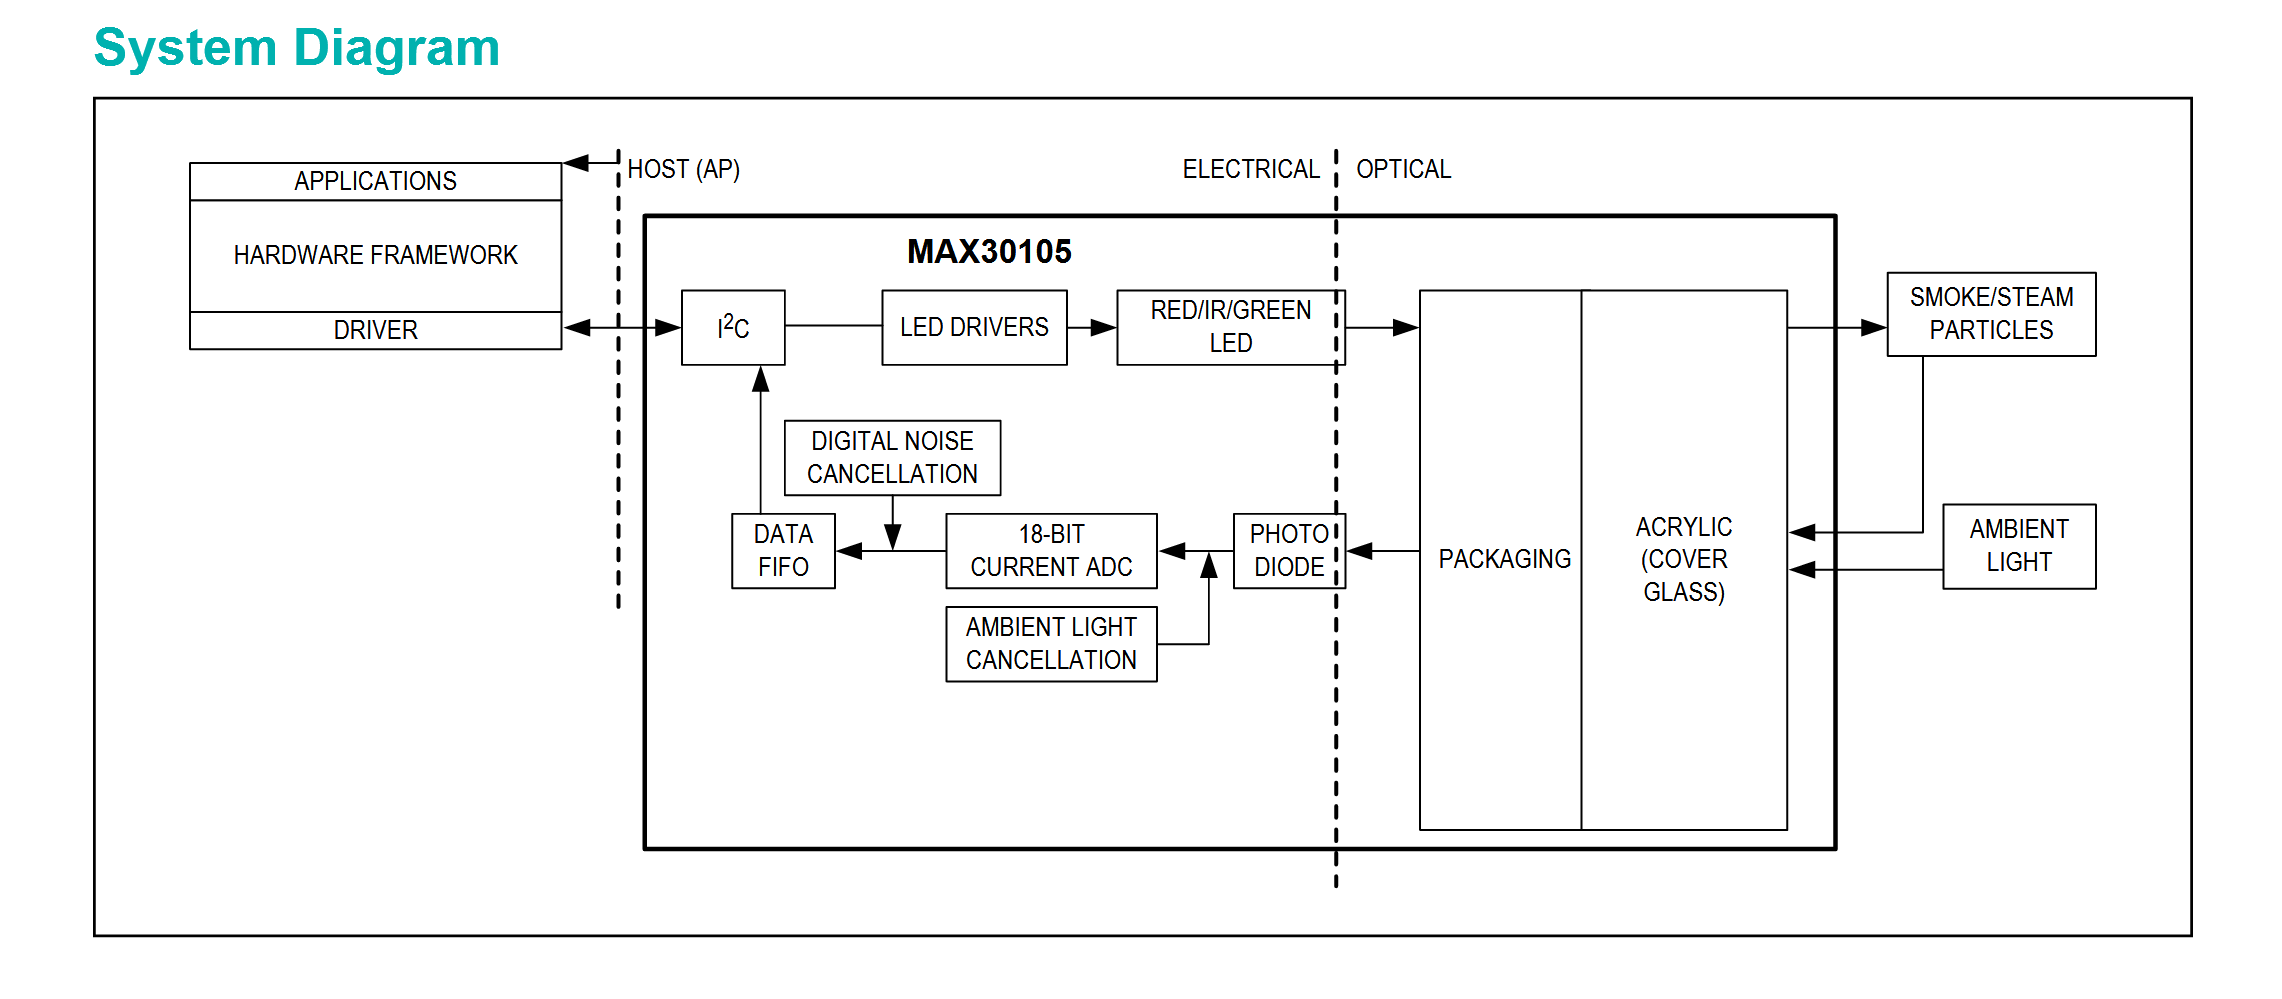 System Diagram
HOST (AP)
ELECTRICAL
OPTICAL
APPLICATIONS
HARDWARE FRAMEWORK
DRIVER
MAX30105
I²C
LED DRIVERS
RED/IR/GREEN
LED
SMOKE/STEAM
PARTICLES
DIGITAL NOISE
CANCELLATION
DATA
FIFO
18-BIT
CURRENT ADC
PHOTO
DIODE
PACKAGING
ACRYLIC
(COVER
GLASS)
AMBIENT
LIGHT
AMBIENT LIGHT
CANCELLATION